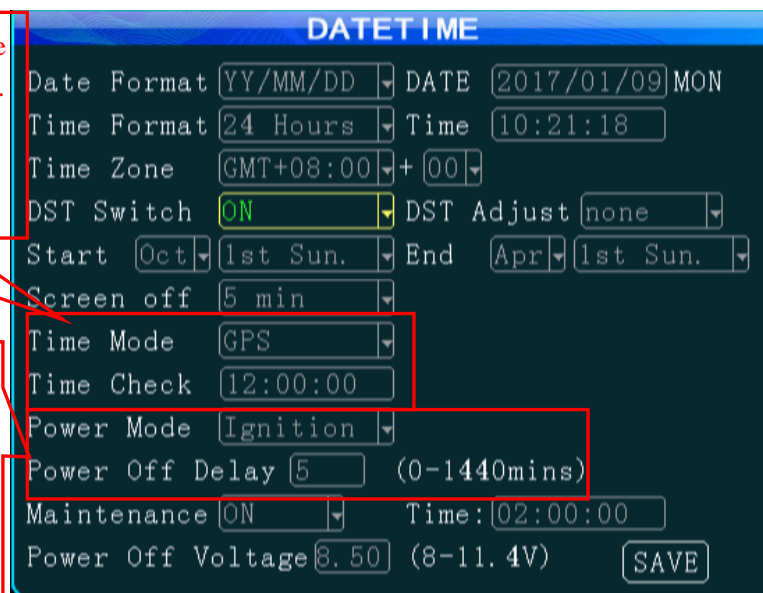 DATETIME
e
Date Format YY/MM/DD DATE 2017/01/09 MON
Time Format 24 Hours Time 10:21:18
Time Zone GMT+08:00 + 00
DST Switch ON DST Adjust none
Start Oct 1st Sun. End Apr 1st Sun.
Screen off 5 min
Time Mode GPS
Time Check 12:00:00
Power Mode Ignition
Power Off Delay 5 (0-1440mins)
Maintenance ON Time: 02:00:00
Power Off Voltage 8.50 (8-11.4V) SAVE